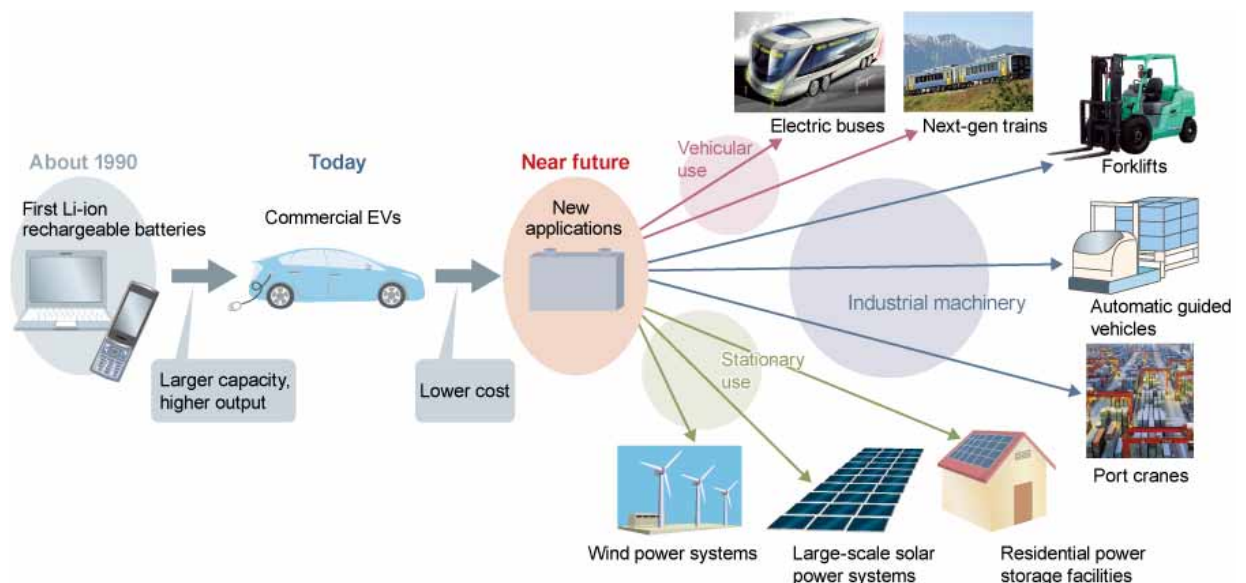 About 1990
First Li-ion
rechargeable batteries
Larger capacity,
higher output
Today
Commercial EVs
Lower cost
Near future
New
applications
Vehicular
use
Electric buses
Next-gen trains
Industrial machinery
Forklifts
Automatic guided
vehicles
Port cranes
Stationary
use
Wind power systems
Large-scale solar
power systems
Residential power
storage facilities